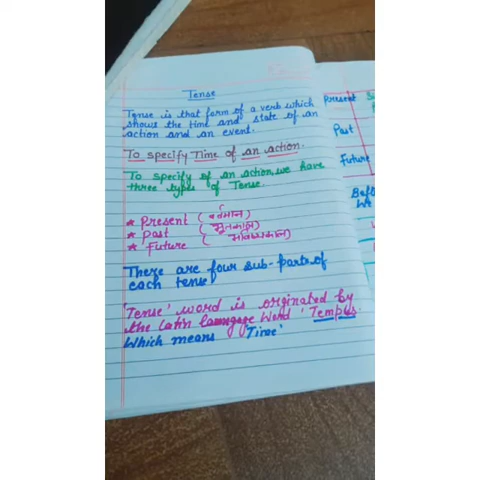 Tense
Tense is that form of a verb which
shows the time and state of an
action and an event.
To specify Time of an action.
To specify of an action, we have
three types of Tense.
* Present (वर्तमान)
* Past (भूतकाल)
* Future (भविष्यकाल)
There are four sub-parts of
each tense!
'Tense' word is orginated by
the Latin langage Word 'Tempus.
Which means 'Time'
Present
Past
Future